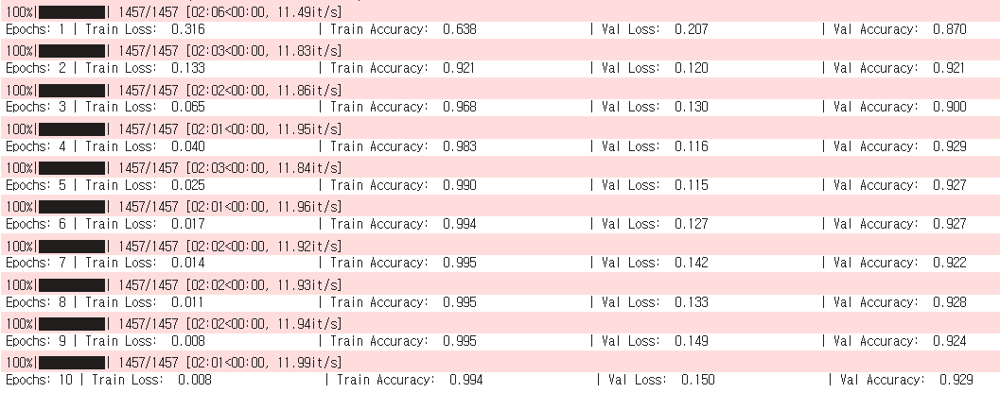 100%|██████████| 1457/1457 [02:06<00:00, 11.49it/s]
Epochs: 1 | Train Loss: 0.316 | Train Accuracy: 0.638 | Val Loss: 0.207 | Val Accuracy: 0.870
100%|██████████| 1457/1457 [02:03<00:00, 11.83it/s]
Epochs: 2 | Train Loss: 0.133 | Train Accuracy: 0.921 | Val Loss: 0.120 | Val Accuracy: 0.921
100%|██████████| 1457/1457 [02:02<00:00, 11.86it/s]
Epochs: 3 | Train Loss: 0.065 | Train Accuracy: 0.968 | Val Loss: 0.130 | Val Accuracy: 0.900
100%|██████████| 1457/1457 [02:01<00:00, 11.95it/s]
Epochs: 4 | Train Loss: 0.040 | Train Accuracy: 0.983 | Val Loss: 0.116 | Val Accuracy: 0.929
100%|██████████| 1457/1457 [02:03<00:00, 11.84it/s]
Epochs: 5 | Train Loss: 0.025 | Train Accuracy: 0.990 | Val Loss: 0.115 | Val Accuracy: 0.927
100%|██████████| 1457/1457 [02:01<00:00, 11.96it/s]
Epochs: 6 | Train Loss: 0.017 | Train Accuracy: 0.994 | Val Loss: 0.127 | Val Accuracy: 0.927
100%|██████████| 1457/1457 [02:02<00:00, 11.92it/s]
Epochs: 7 | Train Loss: 0.014 | Train Accuracy: 0.995 | Val Loss: 0.142 | Val Accuracy: 0.922
100%|██████████| 1457/1457 [02:02<00:00, 11.93it/s]
Epochs: 8 | Train Loss: 0.011 | Train Accuracy: 0.995 | Val Loss: 0.133 | Val Accuracy: 0.928
100%|██████████| 1457/1457 [02:02<00:00, 11.94it/s]
Epochs: 9 | Train Loss: 0.008 | Train Accuracy: 0.995 | Val Loss: 0.149 | Val Accuracy: 0.924
100%|██████████| 1457/1457 [02:01<00:00, 11.99it/s]
Epochs: 10 | Train Loss: 0.008 | Train Accuracy: 0.994 | Val Loss: 0.150 | Val Accuracy: 0.929